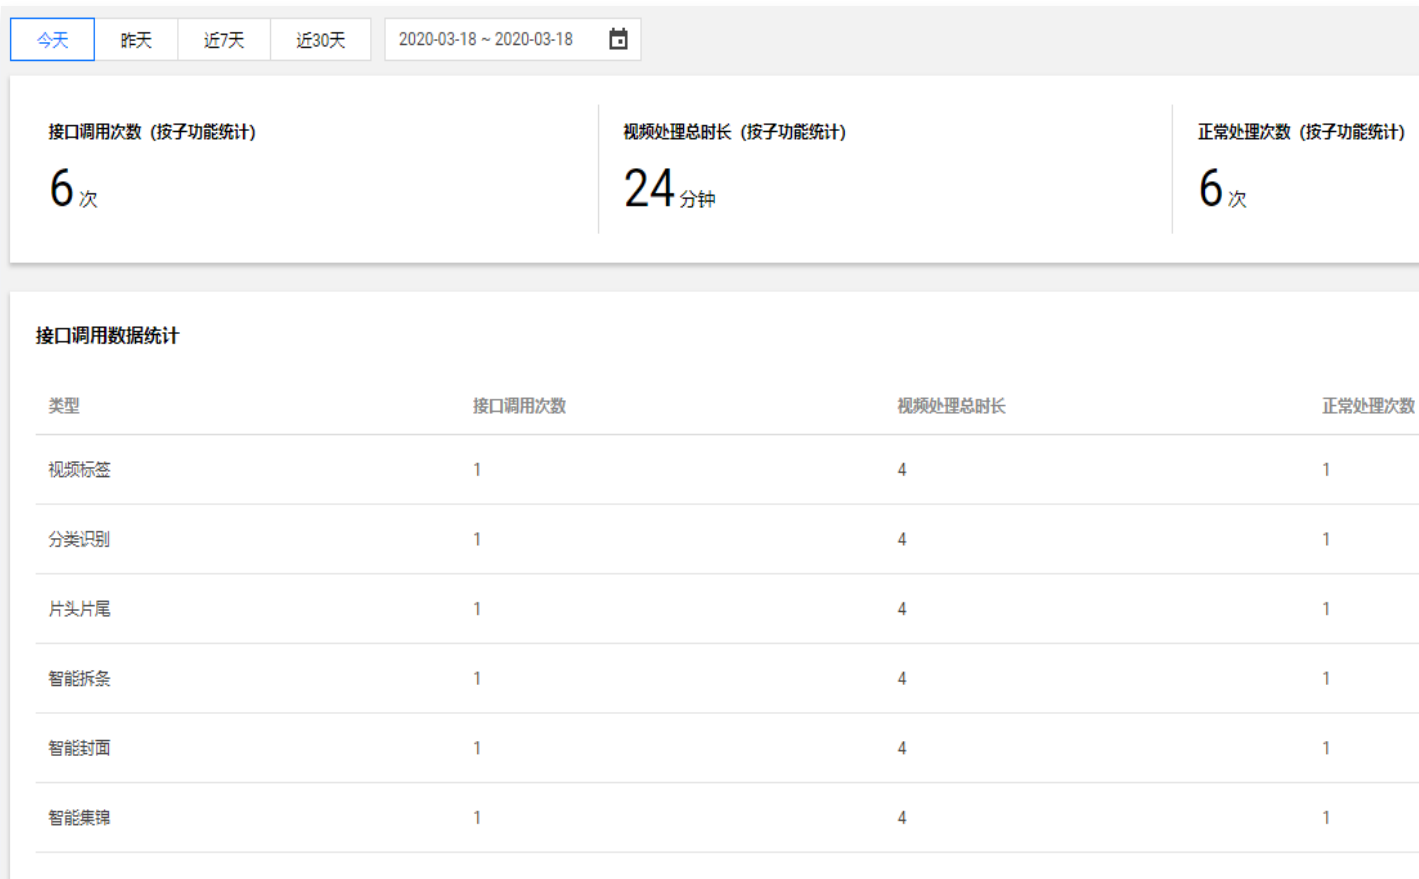 今天 昨天 近7天 近30天 2020-03-18 ~ 2020-03-18
接口调用次数（按子功能统计） 视频处理总时长（按子功能统计） 正常处理次数（按子功能统计）
6 次 24 分钟 6 次
接口调用数据统计
类型 接口调用次数 视频处理总时长 正常处理次数
视频标签 1 4 1
分类识别 1 4 1
片头片尾 1 4 1
智能拆条 1 4 1
智能封面 1 4 1
智能集锦 1 4 1